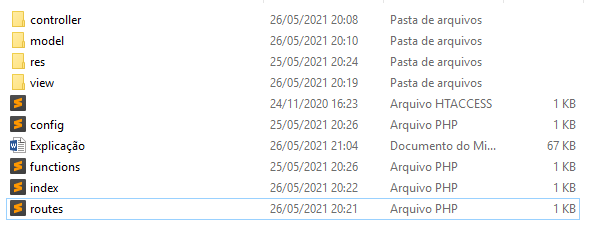 controller 26/05/2021 20:08 Pasta de arquivos
model 26/05/2021 20:10 Pasta de arquivos
res 25/05/2021 20:24 Pasta de arquivos
view 26/05/2021 20:19 Pasta de arquivos
24/11/2020 16:23 Arquivo HTACCESS 1 KB
config 25/05/2021 20:26 Arquivo PHP 1 KB
Explicação 26/05/2021 21:04 Documento do Mi... 67 KB
functions 25/05/2021 20:26 Arquivo PHP 1 KB
index 26/05/2021 20:22 Arquivo PHP 1 KB
routes 26/05/2021 20:21 Arquivo PHP 1 KB